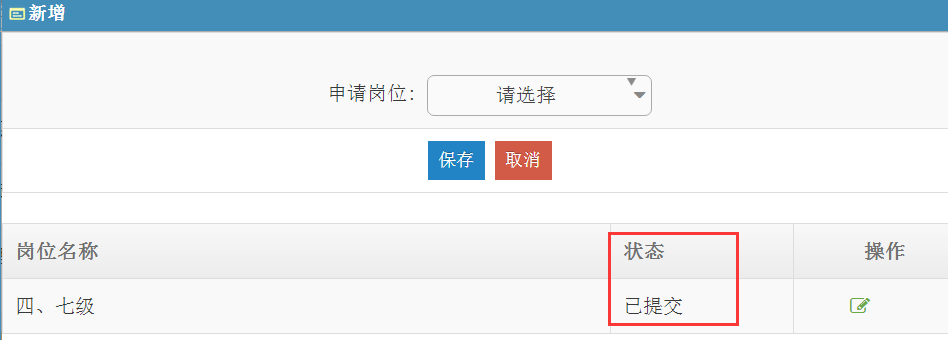 新增
申请岗位： 请选择
保存 取消
岗位名称 状态 操作
四、七级 已提交